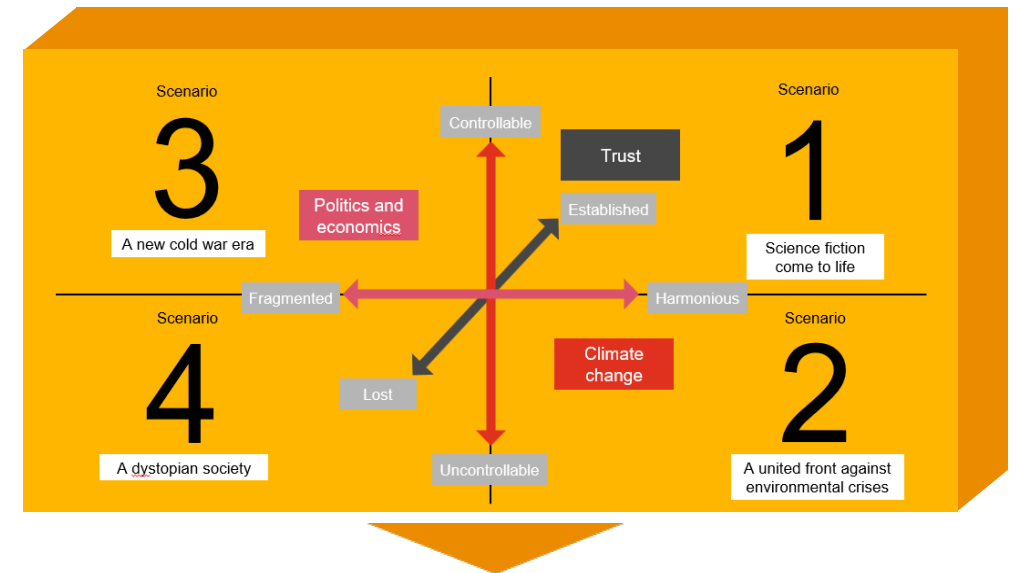 Scenario
3
A new cold war era
Controllable
Trust
Established
Politics and
economics
Scenario
1
Science fiction
come to life
Fragmented
Harmonious
Scenario
4
A dystopian society
Lost
Uncontrollable
Climate
change
Scenario
2
A united front against
environmental crises